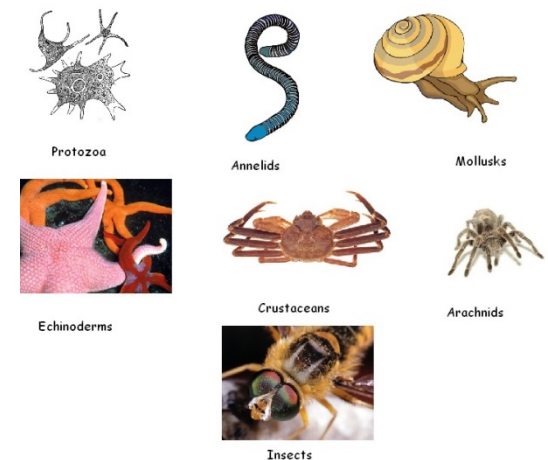 Protozoa
Annelids
Mollusks
Echinoderms
Crustaceans
Arachnids
Insects